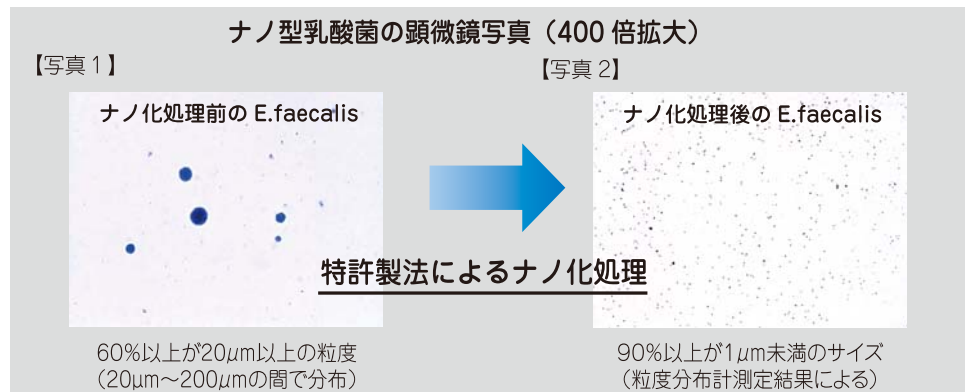 ナノ型乳酸菌の顕微鏡写真（400 倍拡大）
【写真 1】
ナノ化処理前の E.faecalis
60%以上が20μm以上の粒度
（20μm～200μmの間で分布）
特許製法によるナノ化処理
【写真 2】
ナノ化処理後の E.faecalis
90%以上が1μm未満のサイズ
（粒度分布計測定結果による）